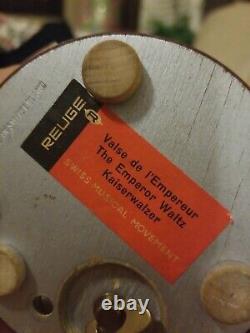 REUGE
R
Valse de l'Empereur
The Emperor Waltz
Kaiserwalzer
SWISS MUSICAL MOVEMENT